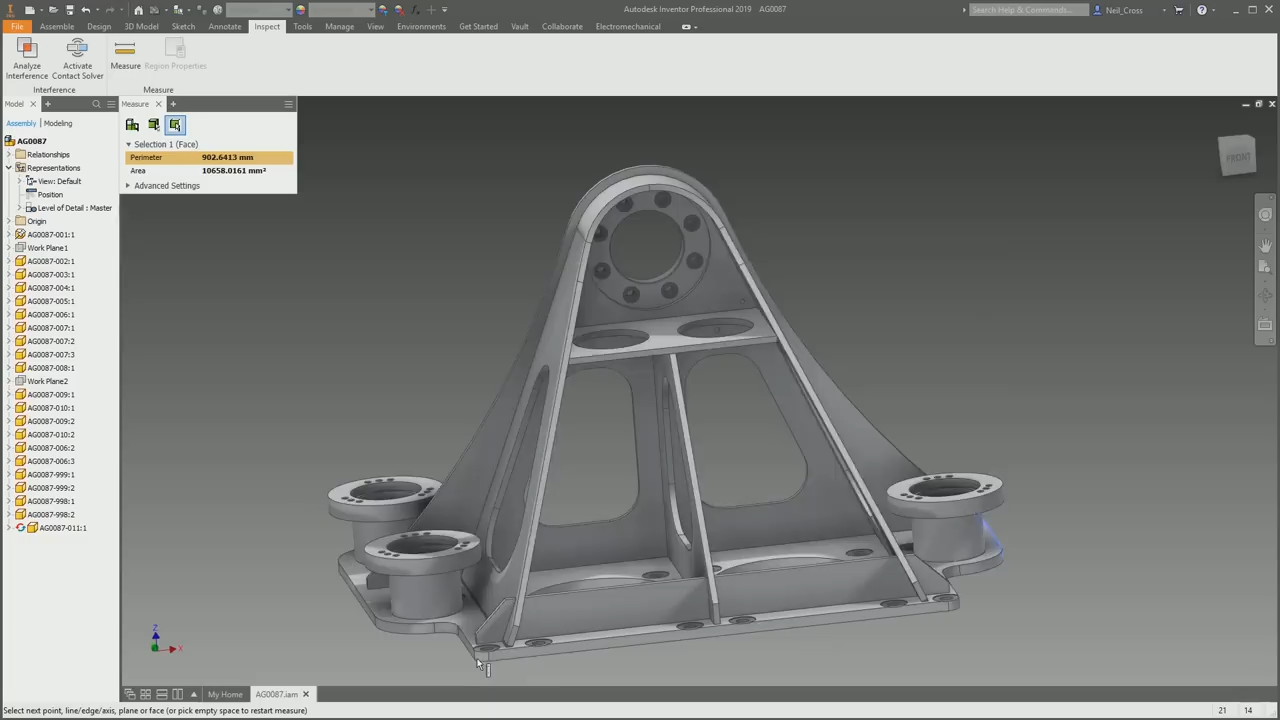 Autodesk Inventor Professional 2019 AG0087
Search Help & Commands...
Neil_Cross
File Assemble Design 3D Model Sketch Annotate Inspect Tools Manage View Environments Get Started Vault Collaborate Electromechanical
Analyze Interference
Activate Contact Solver
Measure
Region Properties
Interference
Measure
Model
Measure
Assembly Modeling
AG0087
Relationships
Representations
View: Default
Position
Level of Detail : Master
Origin
AG0087-001:1
Work Plane1
AG0087-002:1
AG0087-003:1
AG0087-004:1
AG0087-005:1
AG0087-006:1
AG0087-007:1
AG0087-007:2
AG0087-007:3
AG0087-008:1
Work Plane2
AG0087-009:1
AG0087-010:1
AG0087-009:2
AG0087-010:2
AG0087-006:2
AG0087-006:3
AG0087-999:1
AG0087-999:2
AG0087-998:1
AG0087-998:2
AG0087-011:1
Selection 1 (Face)
Perimeter 902.6413 mm
Area 10658.0161 mm²
Advanced Settings
FRONT
Z
X
My Home AG0087.iam
Select next point, line/edge/axis, plane or face (or pick empty space to restart measure)
21 14